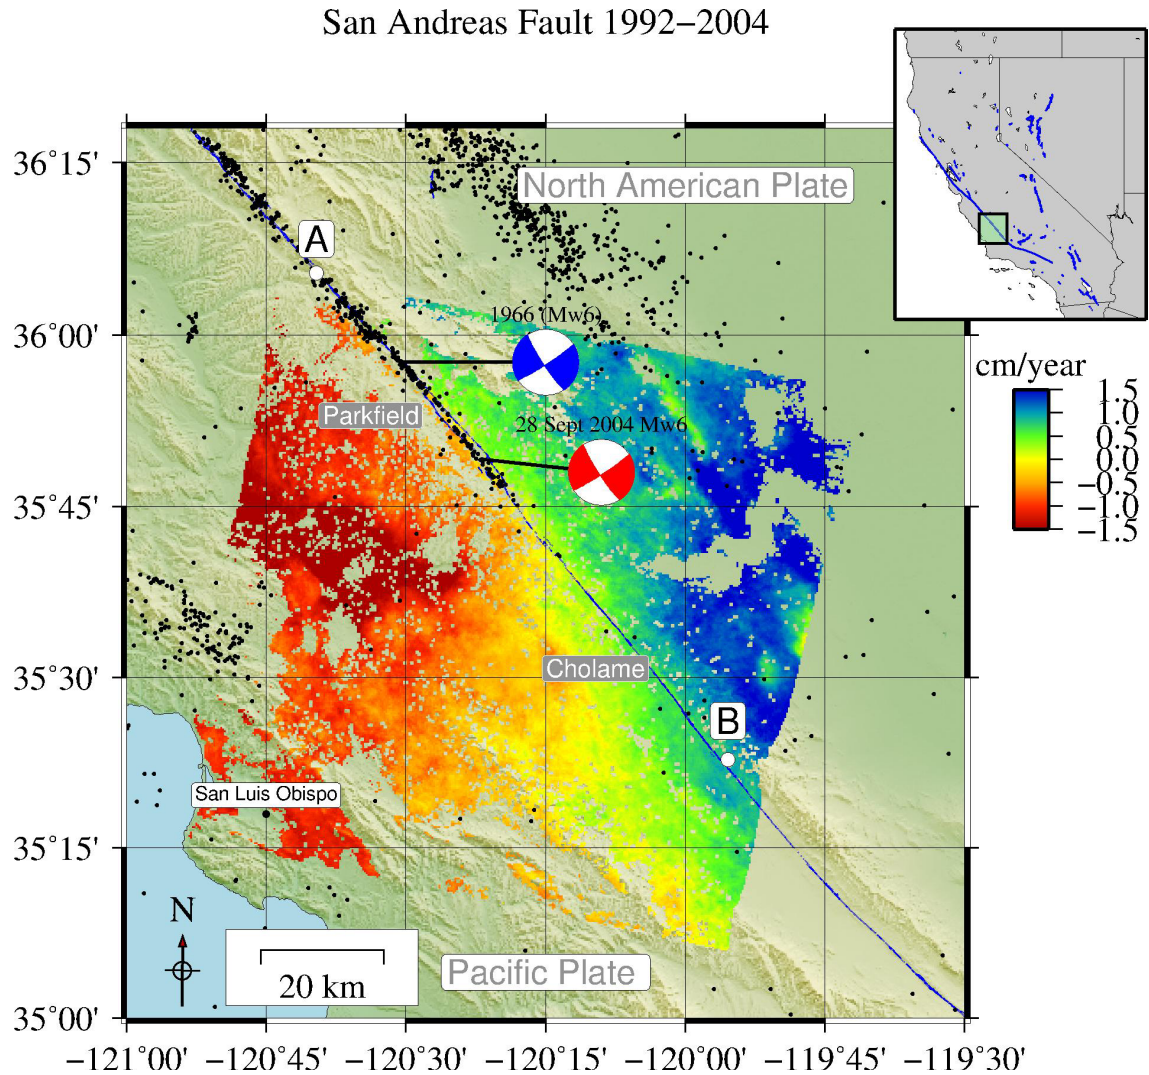 San Andreas Fault 1992−2004
36°15'
36°00'
35°45'
35°30'
35°15'
35°00'
North American Plate
A
1966 (Mw6)
Parkfield
28 Sept 2004 Mw6
Cholame
B
San Luis Obispo
N
20 km
Pacific Plate
−121°00'
−120°45'
−120°30'
−120°15'
−120°00'
−119°45'
−119°30'
cm/year
1.5
1.0
0.5
0.0
−0.5
−1.0
−1.5